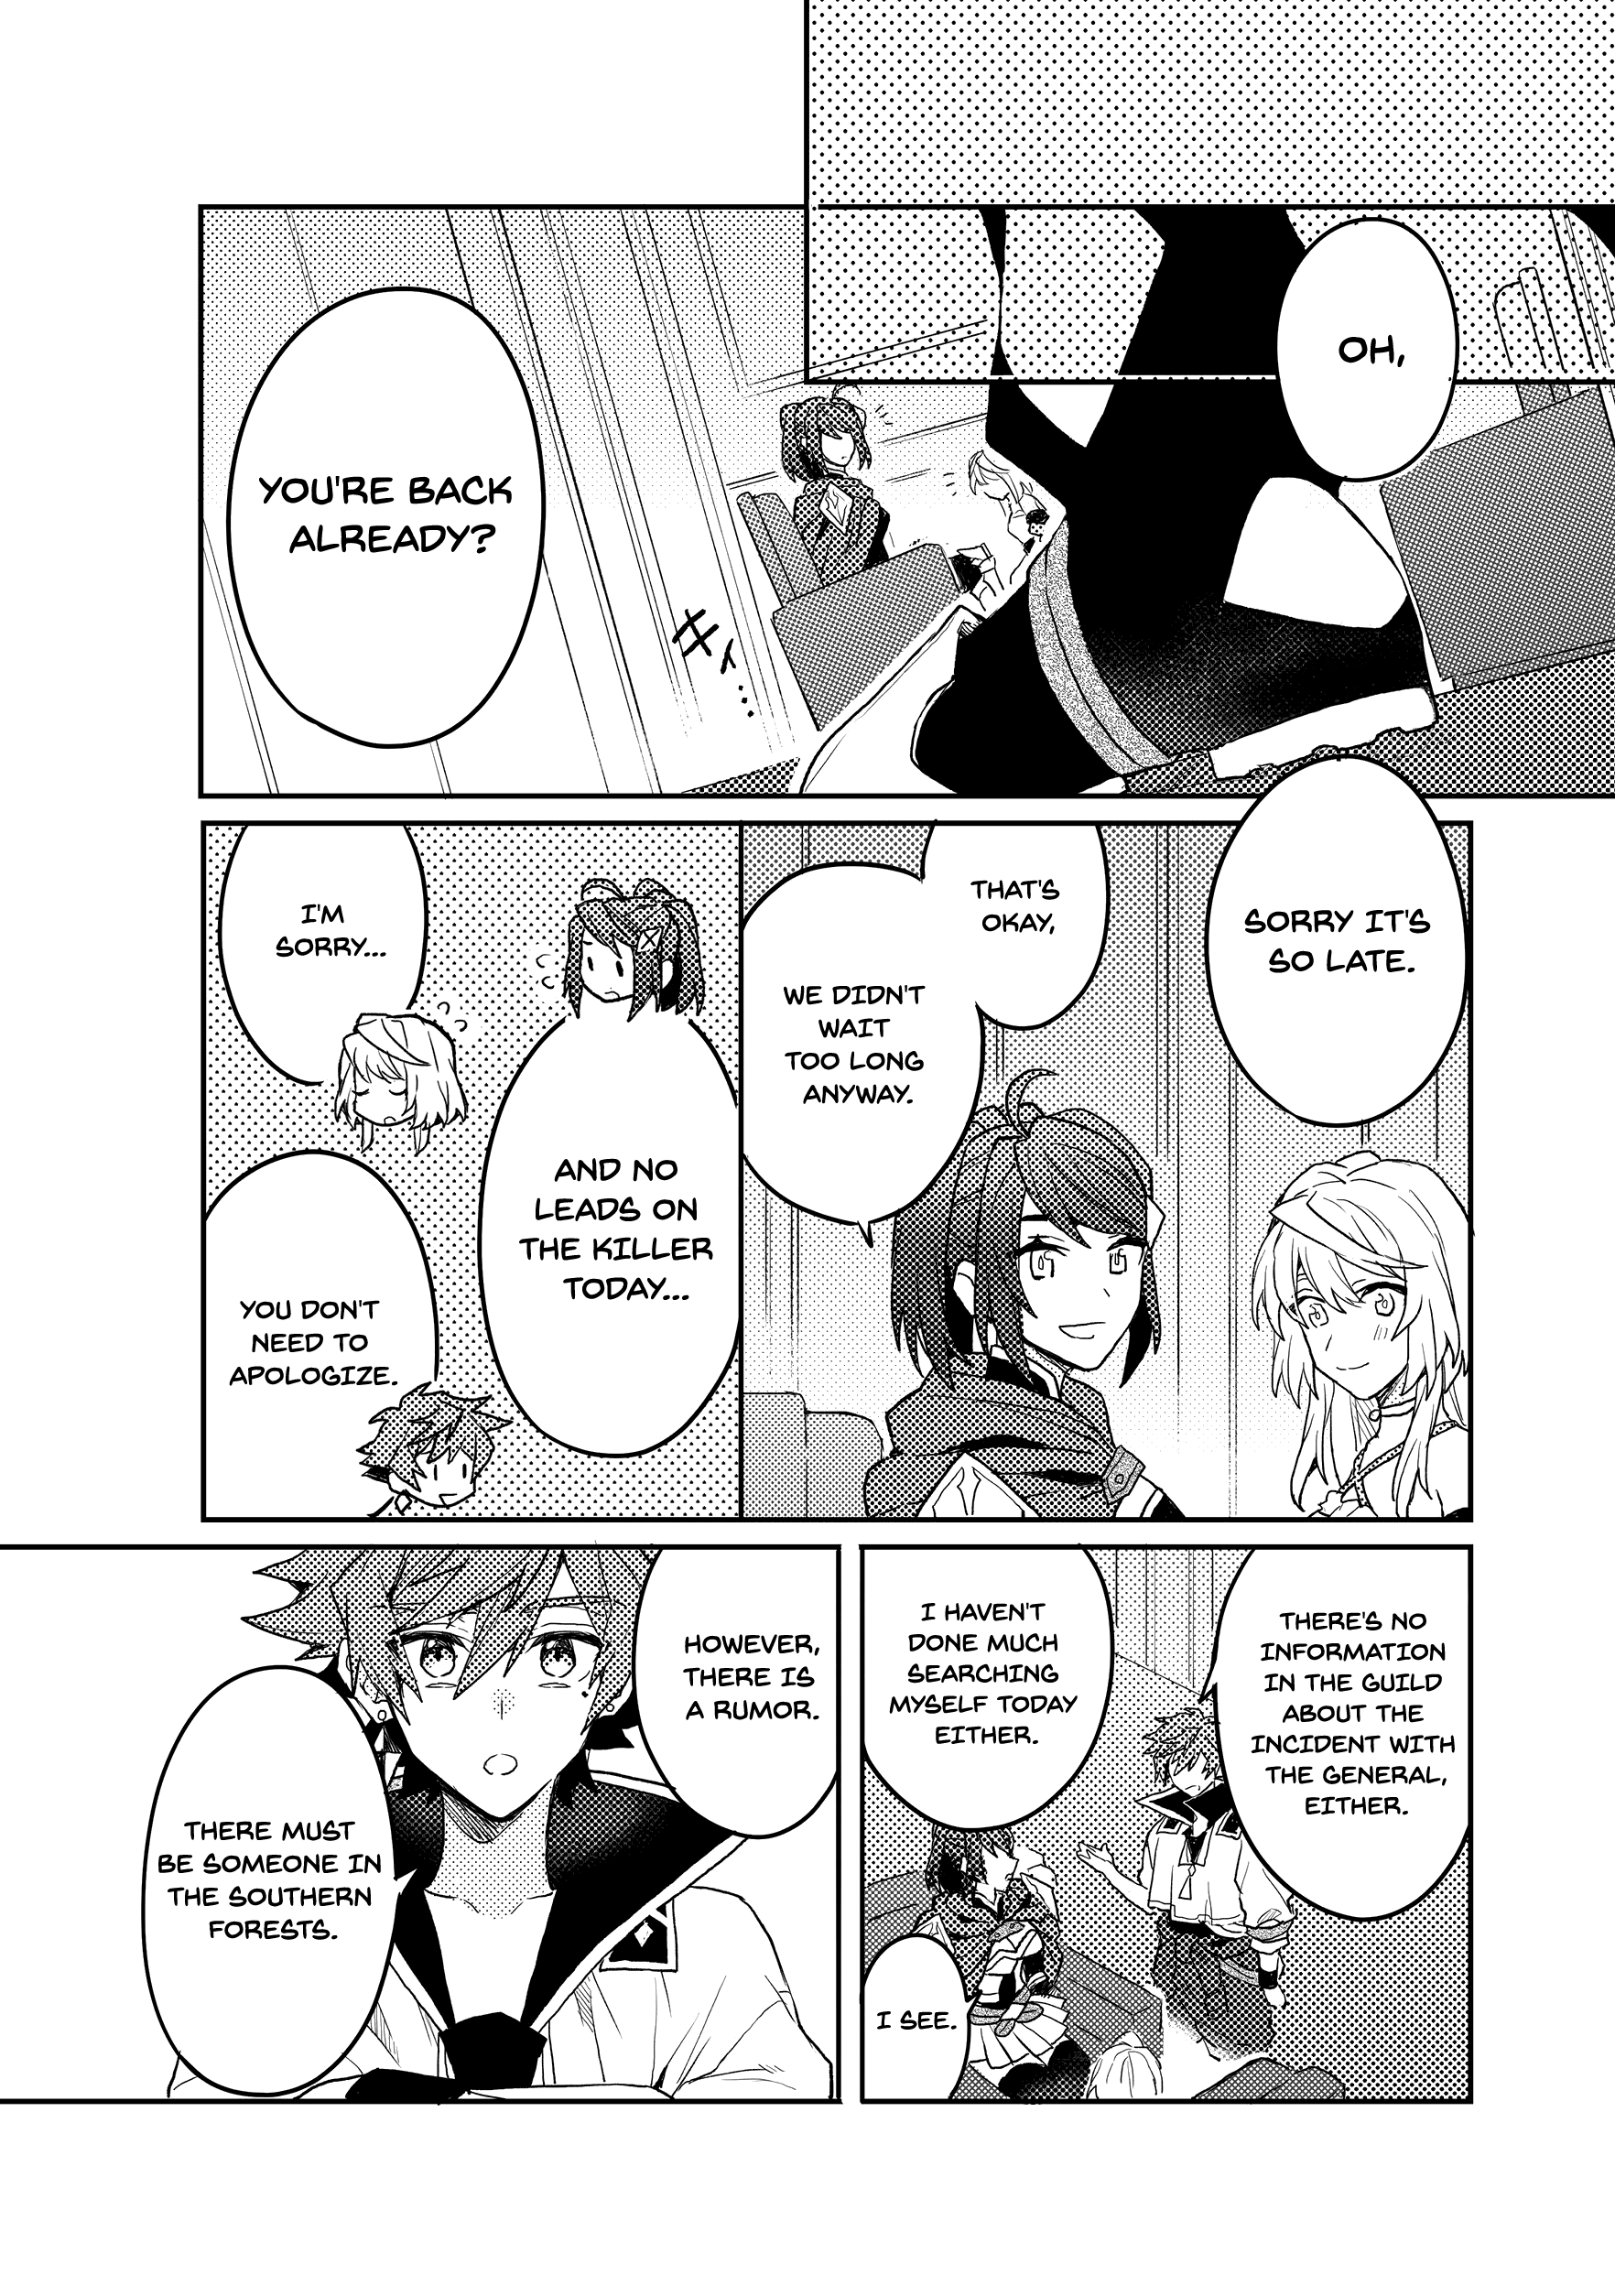 OH,
YOU'RE BACK
ALREADY?
ギィ...
SORRY IT'S
SO LATE.
THAT'S
OKAY,
WE DIDN'T
WAIT
TOO LONG
ANYWAY.
AND NO
LEADS ON
THE KILLER
TODAY...
I'M
SORRY...
YOU DON'T
NEED TO
APOLOGIZE.
THERE'S NO
INFORMATION
IN THE GUILD
ABOUT THE
INCIDENT WITH
THE GENERAL,
EITHER.
I HAVEN'T
DONE MUCH
SEARCHING
MYSELF TODAY
EITHER.
I SEE.
HOWEVER,
THERE IS
A RUMOR.
THERE MUST
BE SOMEONE IN
THE SOUTHERN
FORESTS.